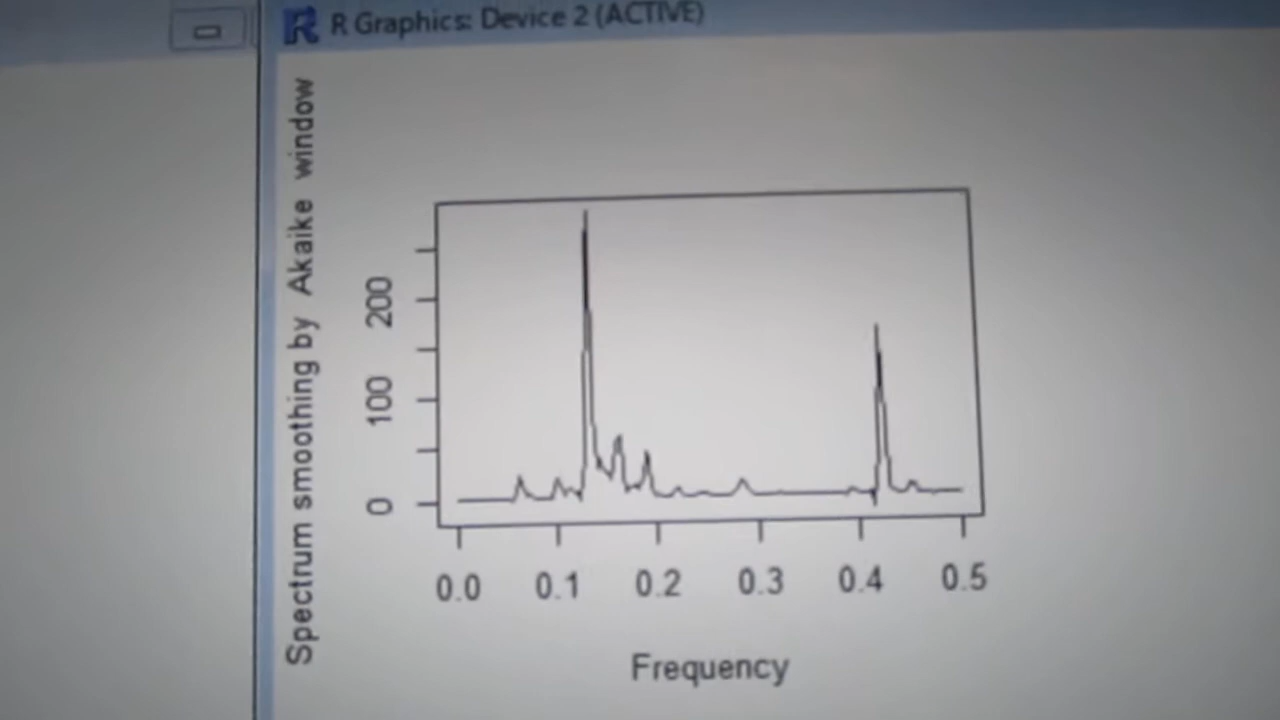 R Graphics: Device 2 (ACTIVE)
Spectrum smoothing by Akaike window
200
100
0
0.0 0.1 0.2 0.3 0.4 0.5
Frequency